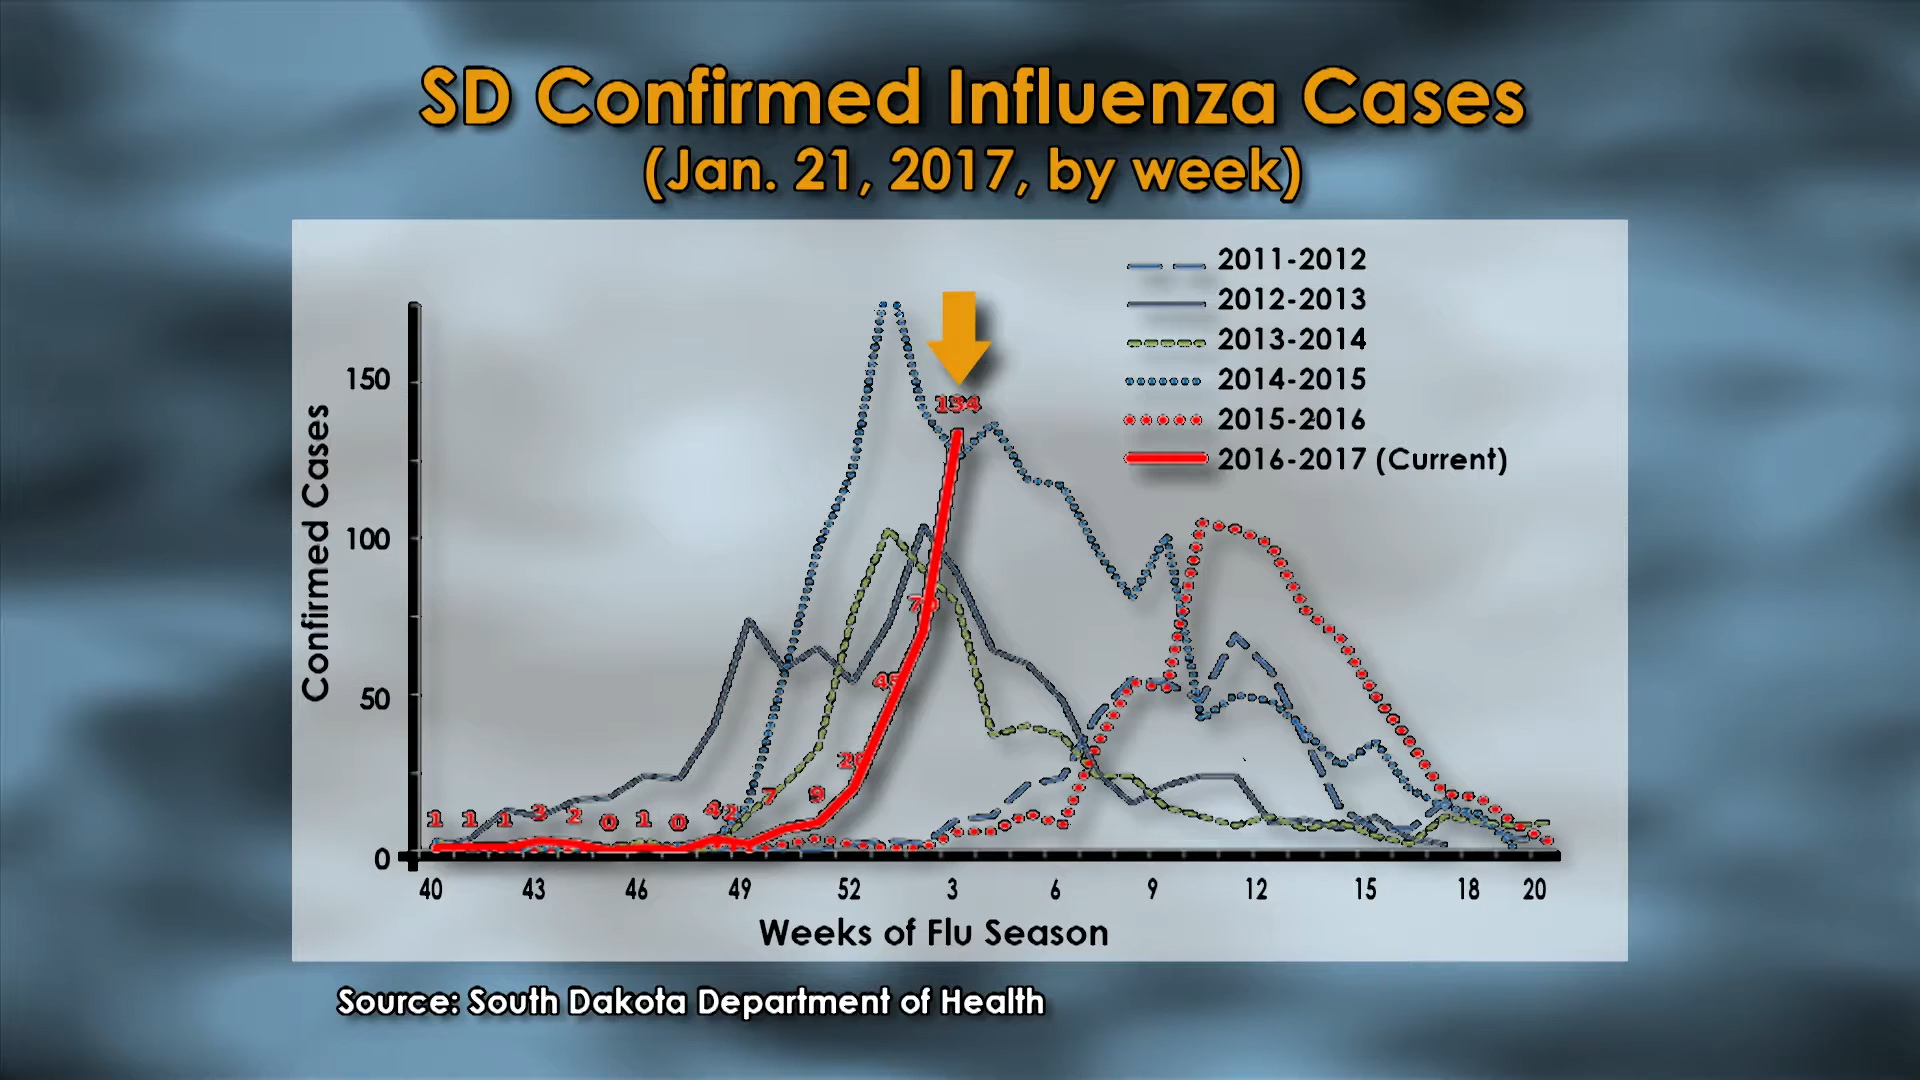 SD Confirmed Influenza Cases
(Jan. 21, 2017, by week)
2011-2012
2012-2013
2013-2014
2014-2015
2015-2016
2016-2017 (Current)
Confirmed Cases
150
100
50
0
134
20
9
7
4 2
1 1 1 3 2 0 1 0
40 43 46 49 52 3 6 9 12 15 18 20
Weeks of Flu Season
Source: South Dakota Department of Health